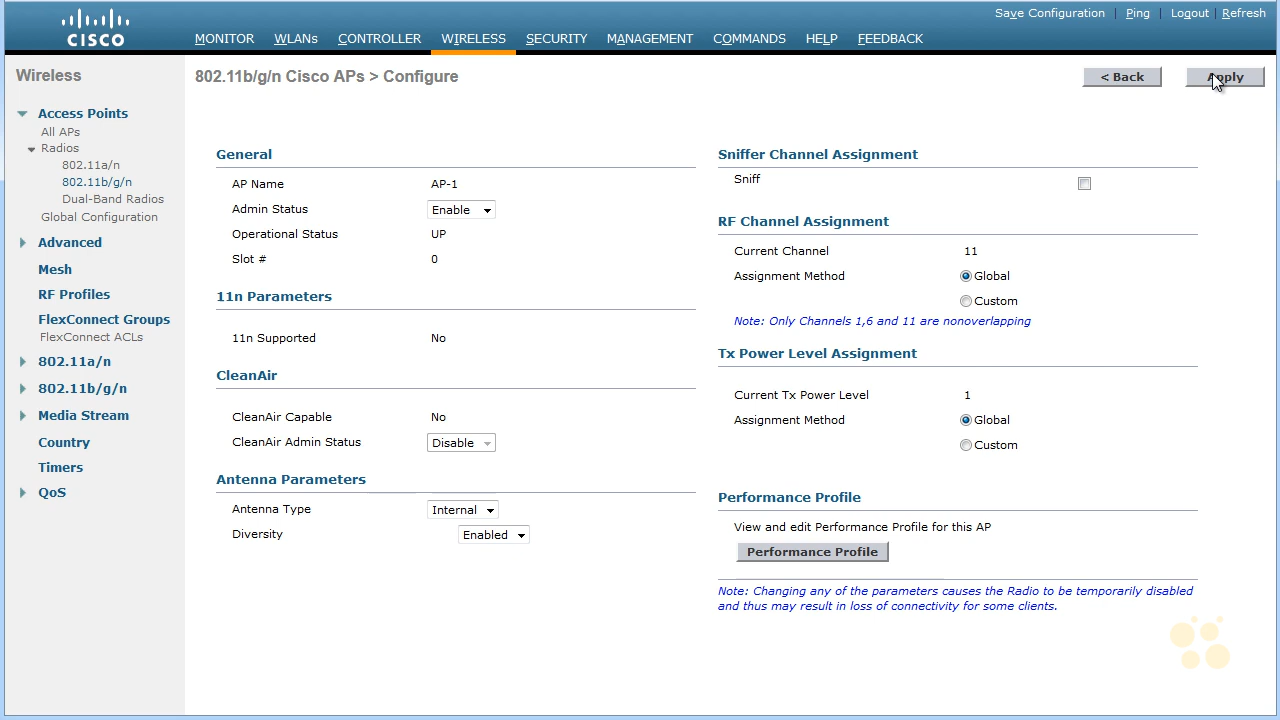 Save Configuration | Ping | Logout | Refresh
CISCO
MONITOR WLANs CONTROLLER WIRELESS SECURITY MANAGEMENT COMMANDS HELP FEEDBACK
Wireless
Access Points
All APs
Radios
802.11a/n
802.11b/g/n
Dual-Band Radios
Global Configuration
Advanced
Mesh
RF Profiles
FlexConnect Groups
FlexConnect ACLs
802.11a/n
802.11b/g/n
Media Stream
Country
Timers
QoS
802.11b/g/n Cisco APs > Configure
< Back
Apply
General
AP Name AP-1
Admin Status Enable
Operational Status UP
Slot # 0
11n Parameters
11n Supported No
CleanAir
CleanAir Capable No
CleanAir Admin Status Disable
Antenna Parameters
Antenna Type Internal
Diversity Enabled
Sniffer Channel Assignment
Sniff
RF Channel Assignment
Current Channel 11
Assignment Method Global
Custom
Note: Only Channels 1,6 and 11 are nonoverlapping
Tx Power Level Assignment
Current Tx Power Level 1
Assignment Method Global
Custom
Performance Profile
View and edit Performance Profile for this AP
Performance Profile
Note: Changing any of the parameters causes the Radio to be temporarily disabled
and thus may result in loss of connectivity for some clients.